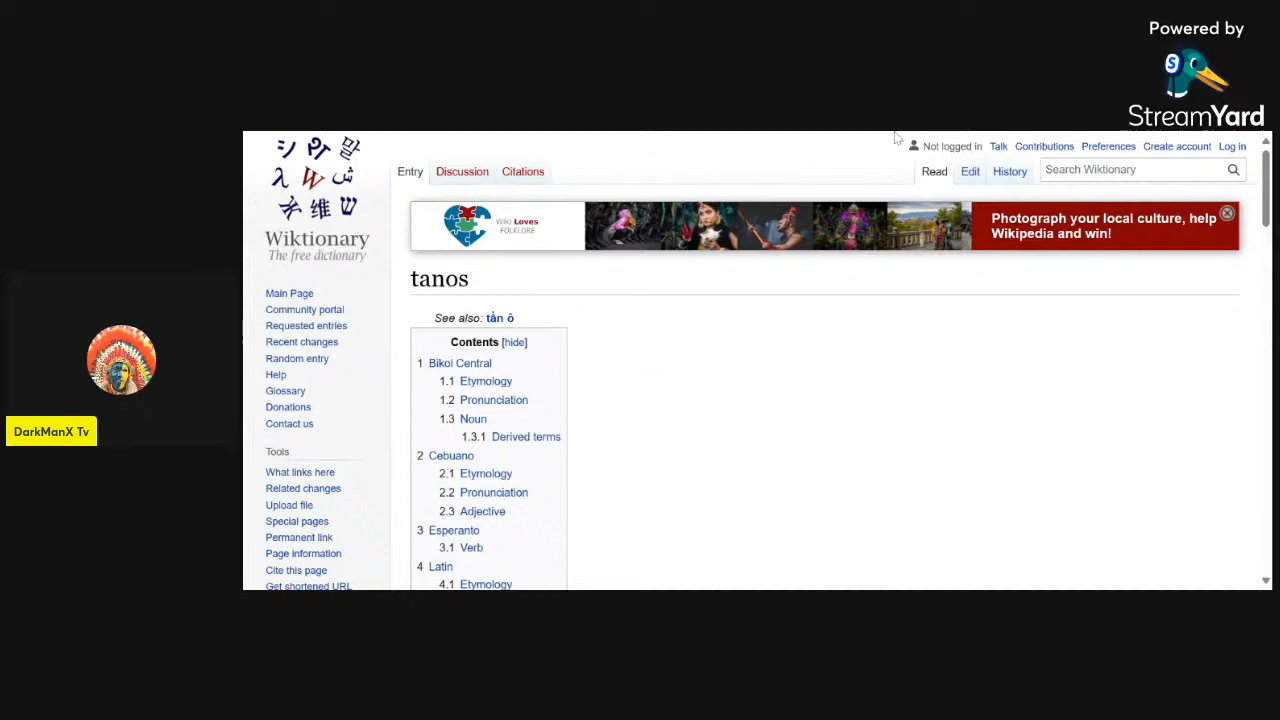 Powered by
StreamYard
Not logged in Talk Contributions Preferences Create account Log in
Entry Discussion Citations Read Edit History Search Wiktionary
Wiktionary
The free dictionary
Wiki Loves
FOLKLORE
Photograph your local culture, help
Wikipedia and win!
tanos
See also: tần ô
Main Page
Community portal
Requested entries
Recent changes
Random entry
Help
Glossary
Donations
Contact us
Tools
What links here
Related changes
Upload file
Special pages
Permanent link
Page information
Cite this page
Get shortened URL
Contents [hide]
1 Bikol Central
1.1 Etymology
1.2 Pronunciation
1.3 Noun
1.3.1 Derived terms
2 Cebuano
2.1 Etymology
2.2 Pronunciation
2.3 Adjective
3 Esperanto
3.1 Verb
4 Latin
4.1 Etymology
DarkManX Tv